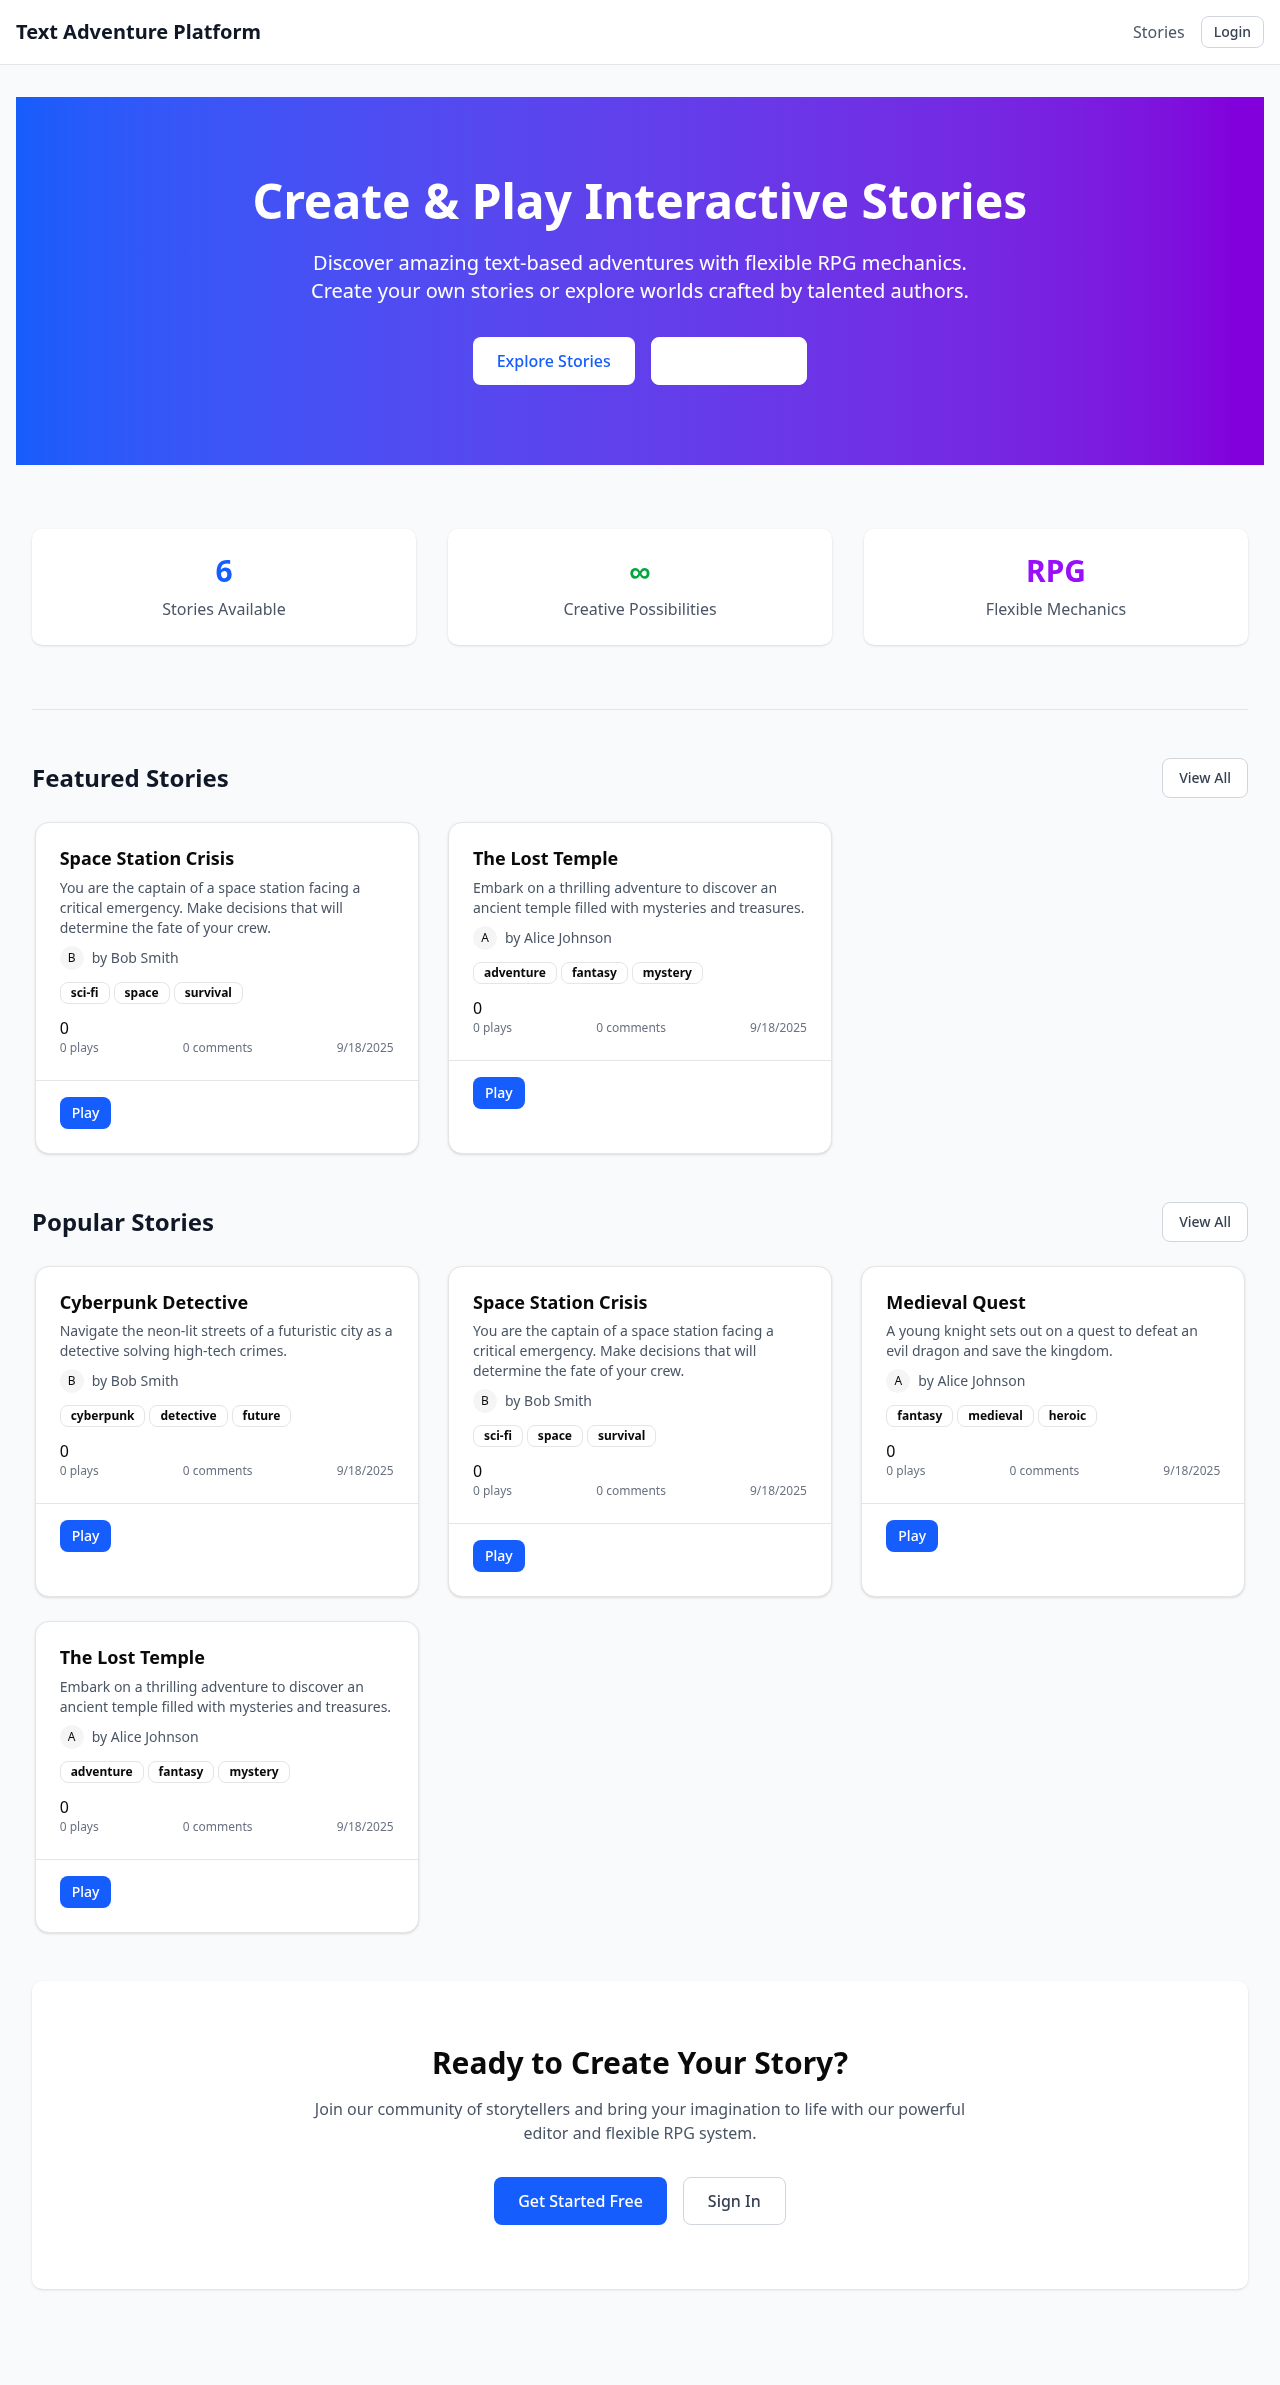 Text Adventure Platform
Stories
Login
Create & Play Interactive Stories
Discover amazing text-based adventures with flexible RPG mechanics.
Create your own stories or explore worlds crafted by talented authors.
Explore Stories
6
Stories Available
∞
Creative Possibilities
RPG
Flexible Mechanics
Featured Stories
View All
Space Station Crisis
You are the captain of a space station facing a
critical emergency. Make decisions that will
determine the fate of your crew.
B
by Bob Smith
sci-fi
space
survival
0
0 plays
0 comments
9/18/2025
Play
The Lost Temple
Embark on a thrilling adventure to discover an
ancient temple filled with mysteries and treasures.
A
by Alice Johnson
adventure
fantasy
mystery
0
0 plays
0 comments
9/18/2025
Play
Popular Stories
View All
Cyberpunk Detective
Navigate the neon-lit streets of a futuristic city as a
detective solving high-tech crimes.
B
by Bob Smith
cyberpunk
detective
future
0
0 plays
0 comments
9/18/2025
Play
Space Station Crisis
You are the captain of a space station facing a
critical emergency. Make decisions that will
determine the fate of your crew.
B
by Bob Smith
sci-fi
space
survival
0
0 plays
0 comments
9/18/2025
Play
Medieval Quest
A young knight sets out on a quest to defeat an
evil dragon and save the kingdom.
A
by Alice Johnson
fantasy
medieval
heroic
0
0 plays
0 comments
9/18/2025
Play
The Lost Temple
Embark on a thrilling adventure to discover an
ancient temple filled with mysteries and treasures.
A
by Alice Johnson
adventure
fantasy
mystery
0
0 plays
0 comments
9/18/2025
Play
Ready to Create Your Story?
Join our community of storytellers and bring your imagination to life with our powerful
editor and flexible RPG system.
Get Started Free
Sign In